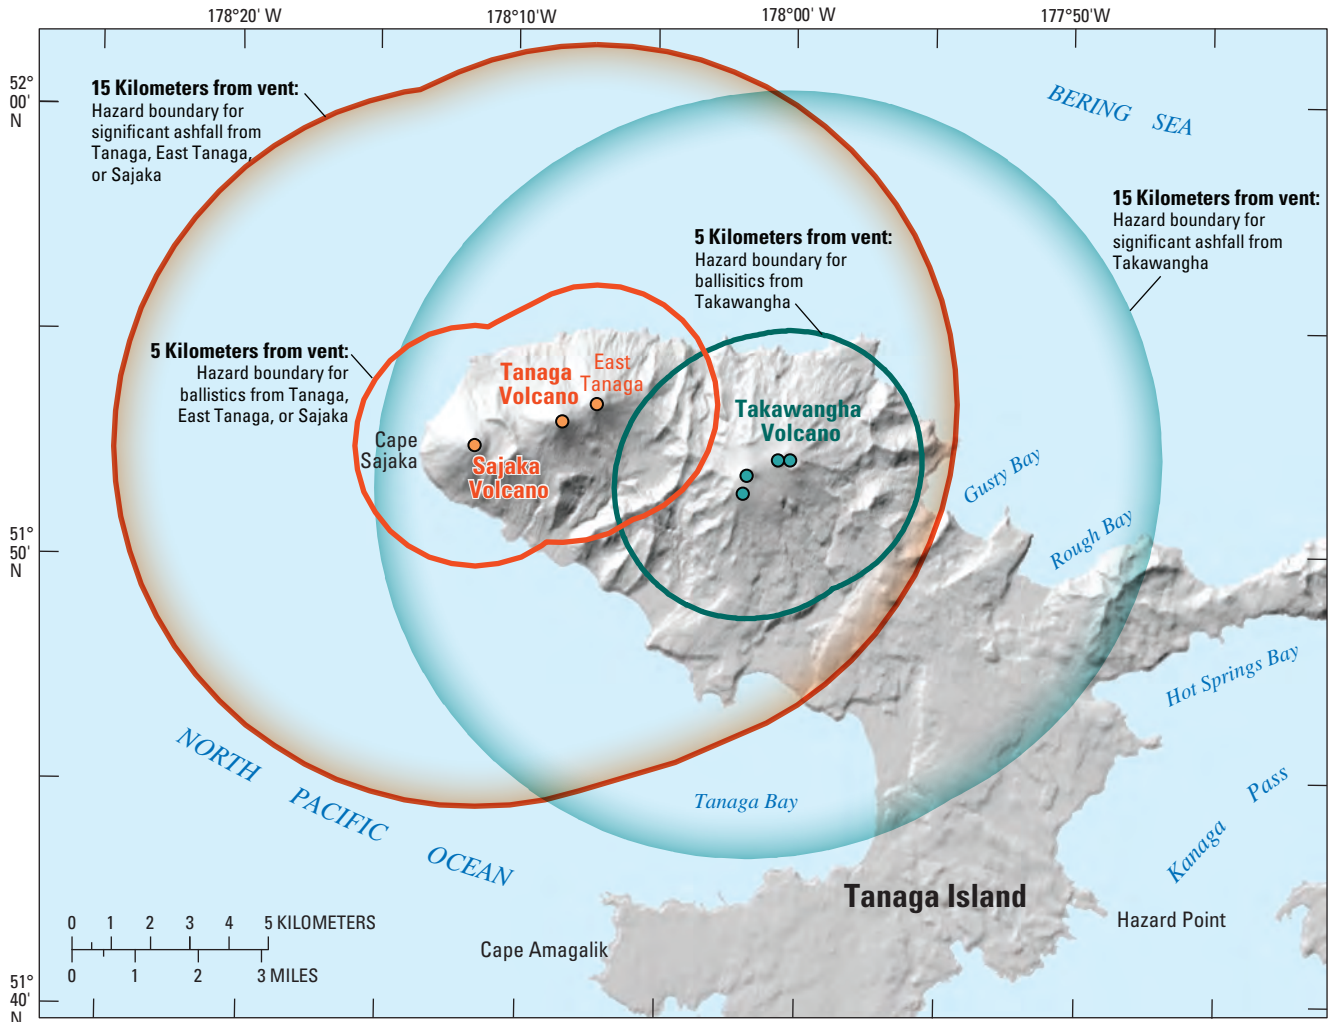 178°20' W
178°10' W
178°00' W
177°50' W
52°
00'
N
15 Kilometers from vent:
Hazard boundary for
significant ashfall from
Tanaga, East Tanaga,
or Sajaka
BERING SEA
15 Kilometers from vent:
Hazard boundary for
significant ashfall from
Takawangha
5 Kilometers from vent:
Hazard boundary for
ballisitics from
Takawangha
5 Kilometers from vent:
Hazard boundary for
ballistics from Tanaga,
East Tanaga, or Sajaka
Tanaga
Volcano
East
Tanaga
Takawangha
Volcano
Cape
Sajaka
Sajaka
Volcano
Gusty Bay
Rough Bay
51°
50'
N
Hot Springs Bay
NORTH PACIFIC OCEAN
Tanaga Bay
Kanaga Pass
Tanaga Island
Hazard Point
Cape Amagalik
0 1 2 3 4 5 KILOMETERS
0 1 2 3 MILES
51°
40'
N